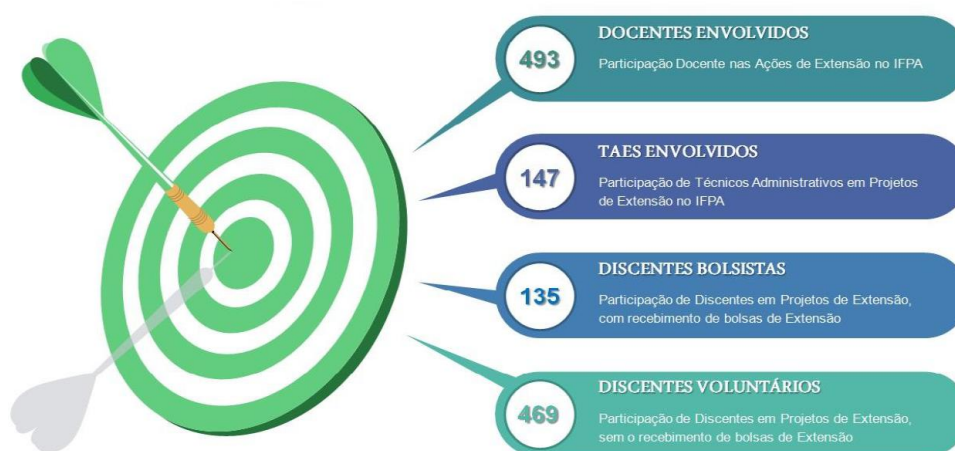 493
DOCENTES ENVOLVIDOS
Participação Docente nas Ações de Extensão no IFPA
147
TAES ENVOLVIDOS
Participação de Técnicos Administrativos em Projetos
de Extensão no IFPA
135
DISCENTES BOLSISTAS
Participação de Discentes em Projetos de Extensão,
com recebimento de bolsas de Extensão
469
DISCENTES VOLUNTÁRIOS
Participação de Discentes em Projetos de Extensão,
sem o recebimento de bolsas de Extensão